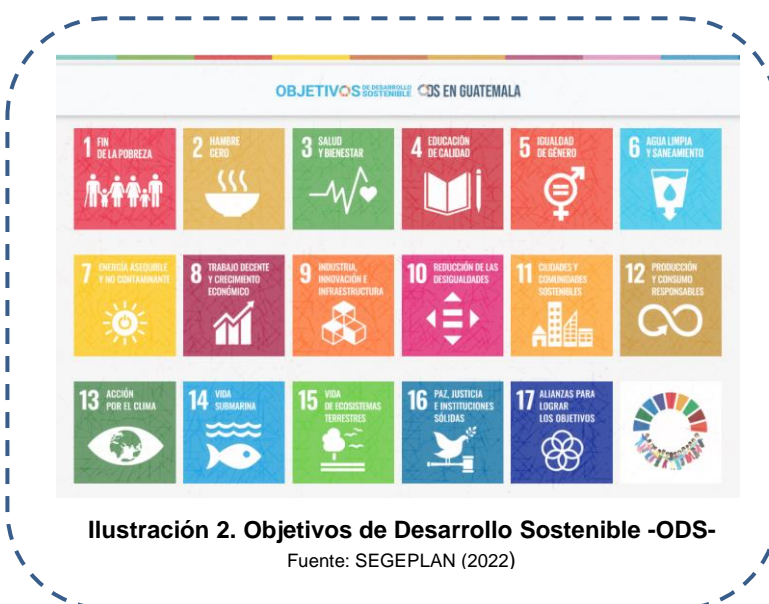 OBJETIVOS DE DESARROLLO SOSTENIBLE ODS EN GUATEMALA
1 FIN DE LA POBREZA
2 HAMBRE CERO
3 SALUD Y BIENESTAR
4 EDUCACIÓN DE CALIDAD
5 IGUALDAD DE GÉNERO
6 AGUA LIMPIA Y SANEAMIENTO
7 ENERGÍA ASEQUIBLE Y NO CONTAMINANTE
8 TRABAJO DECENTE Y CRECIMIENTO ECONÓMICO
9 INDUSTRIA, INNOVACIÓN E INFRAESTRUCTURA
10 REDUCCIÓN DE LAS DESIGUALDADES
11 CIUDADES Y COMUNIDADES SOSTENIBLES
12 PRODUCCIÓN Y CONSUMO RESPONSABLES
13 ACCIÓN POR EL CLIMA
14 VIDA SUBMARINA
15 VIDA DE ECOSISTEMAS TERRESTRES
16 PAZ, JUSTICIA E INSTITUCIONES SÓLIDAS
17 ALIANZAS PARA LOGRAR LOS OBJETIVOS
Ilustración 2. Objetivos de Desarrollo Sostenible -ODS-
Fuente: SEGEPLAN (2022)